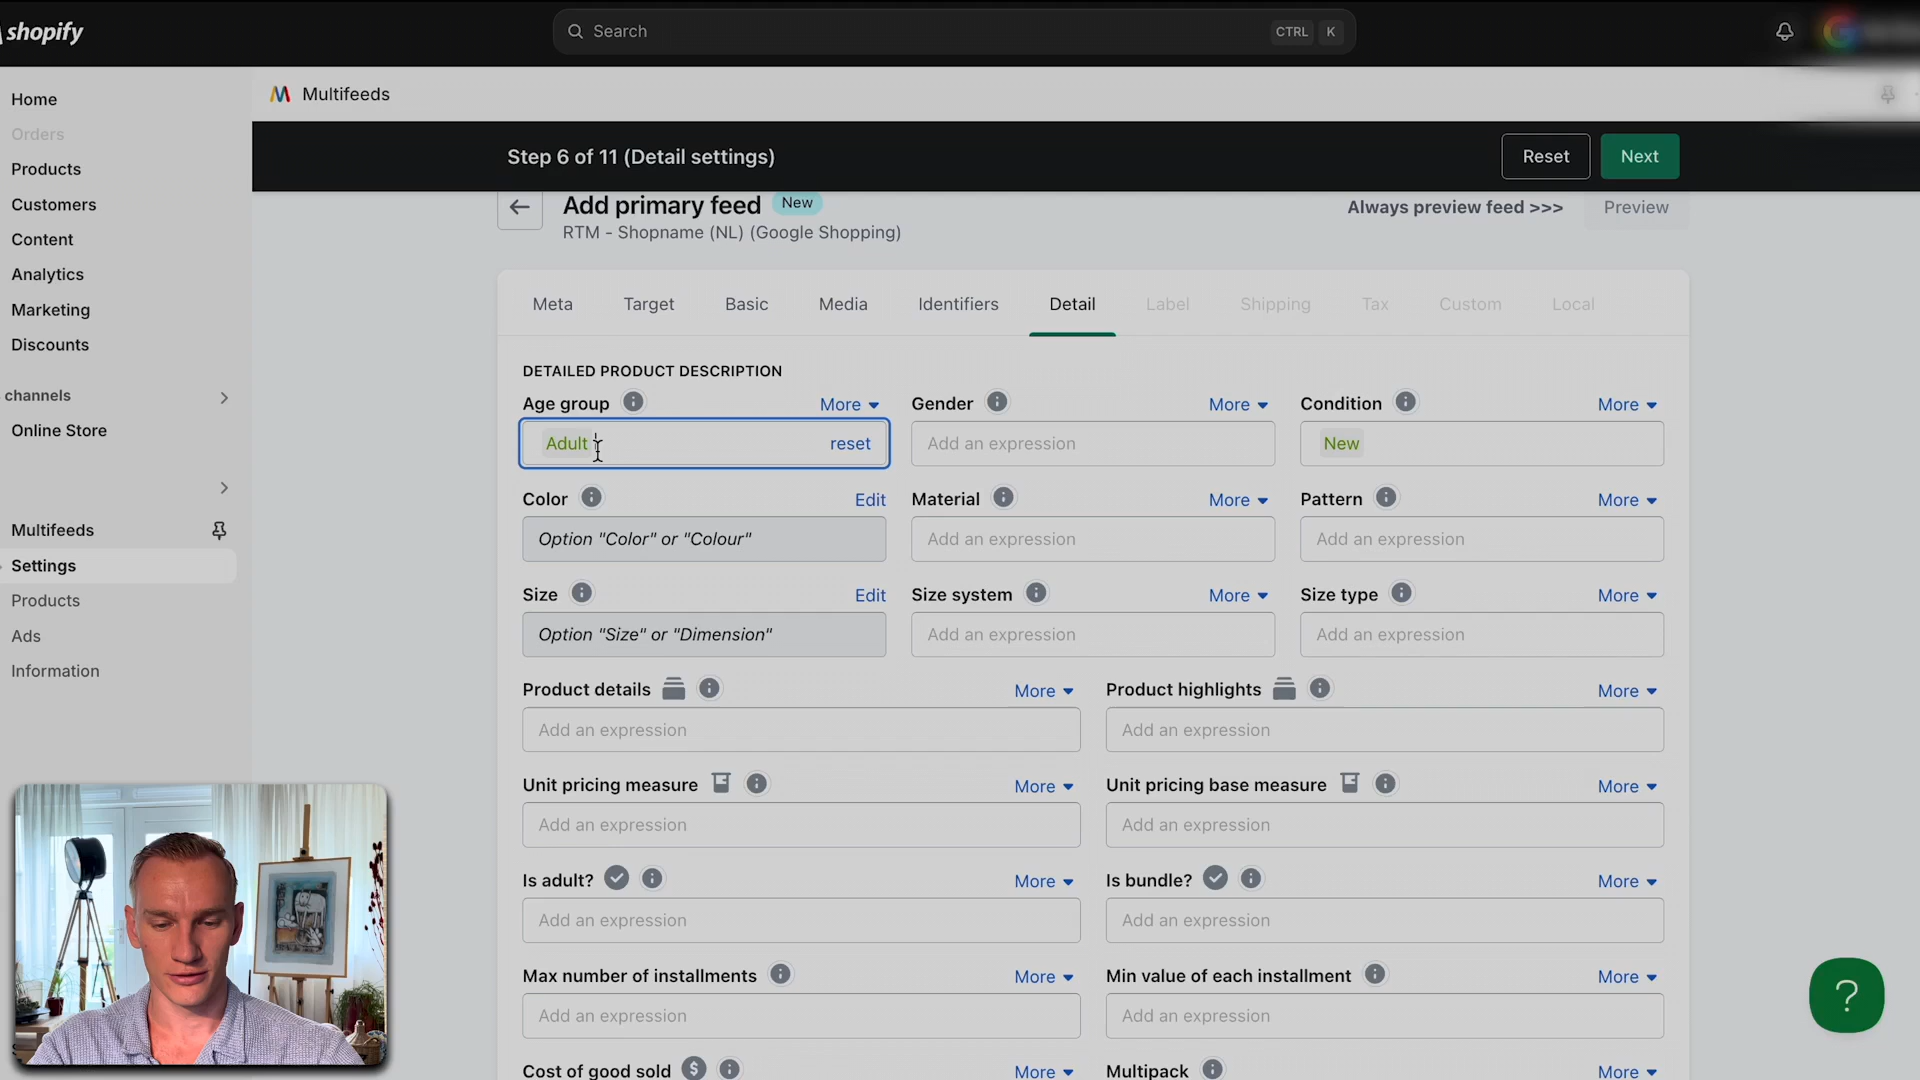 shopify
Search
CTRL K
Home
Orders
Products
Customers
Content
Analytics
Marketing
Discounts
channels
Online Store
Multifeeds
Settings
Products
Ads
Information
Multifeeds
Step 6 of 11 (Detail settings)
Reset
Next
Add primary feed New
RTM - Shopname (NL) (Google Shopping)
Always preview feed >>>
Preview
Meta Target Basic Media Identifiers Detail Label Shipping Tax Custom Local
DETAILED PRODUCT DESCRIPTION
Age group More Gender More Condition More
Adult reset Add an expression New
Color Edit Material More Pattern More
Option "Color" or "Colour" Add an expression Add an expression
Size Edit Size system More Size type More
Option "Size" or "Dimension" Add an expression Add an expression
Product details More Product highlights More
Add an expression Add an expression
Unit pricing measure More Unit pricing base measure More
Add an expression Add an expression
Is adult? More Is bundle? More
Add an expression Add an expression
Max number of installments More Min value of each installment More
Add an expression Add an expression
Cost of good sold $ More Multipack More
?